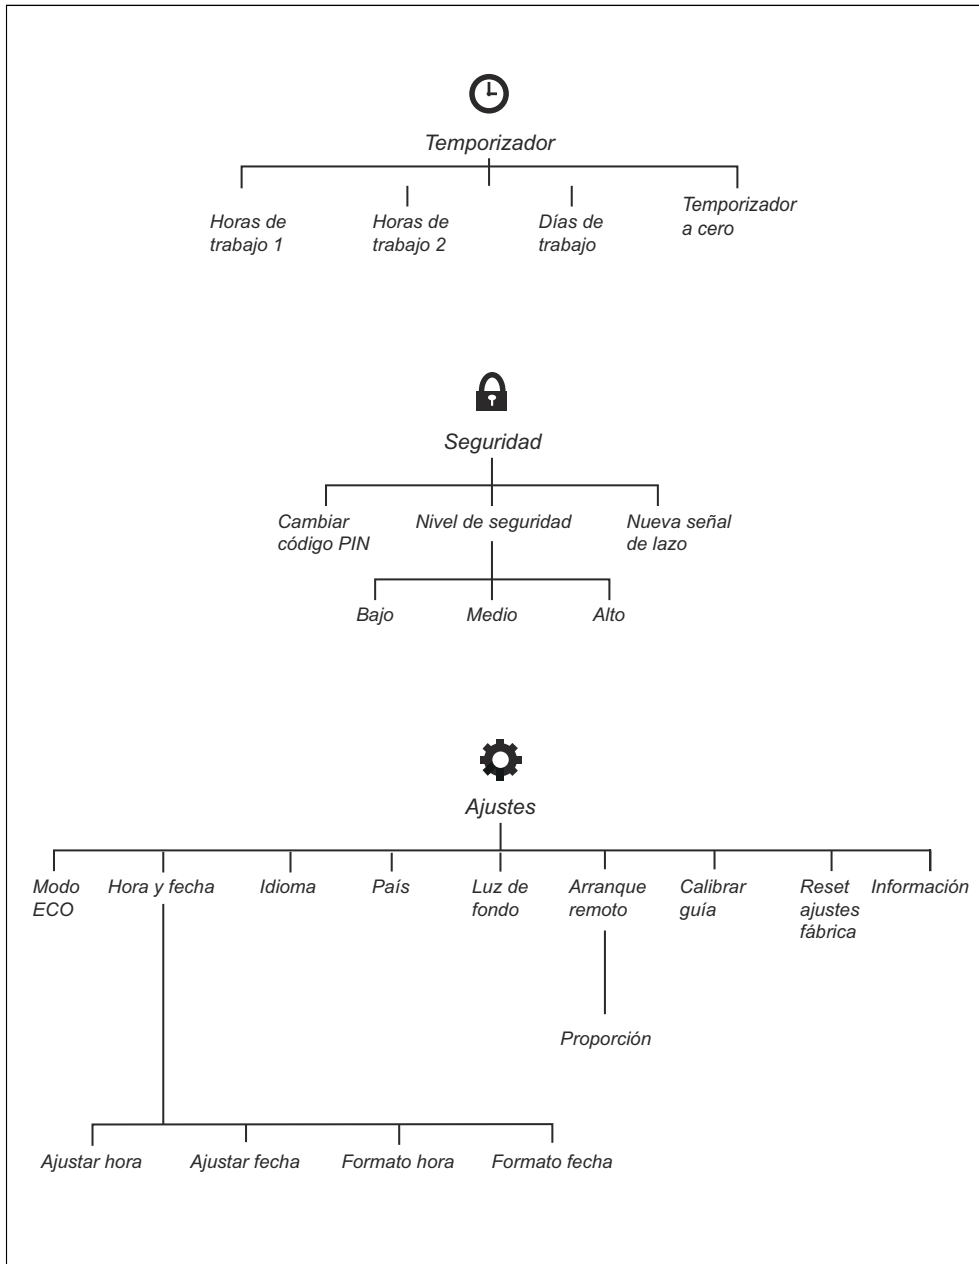 Temporizador
Horas de
trabajo 1
Horas de
trabajo 2
Días de
trabajo
Temporizador
a cero
Seguridad
Cambiar
código PIN
Nivel de seguridad
Nueva señal
de lazo
Bajo
Medio
Alto
Ajustes
Modo
ECO
Hora y fecha
Idioma
País
Luz de
fondo
Arranque
remoto
Calibrar
guía
Reset
ajustes
fábrica
Información
Proporción
Ajustar hora
Ajustar fecha
Formato hora
Formato fecha